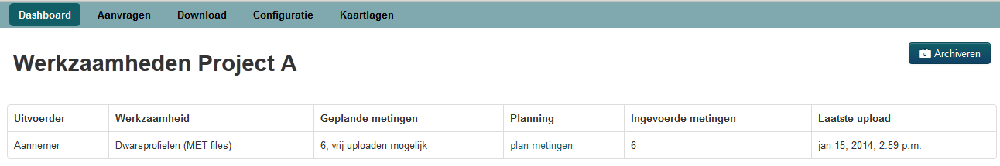 Dashboard Aanvragen Download Configuratie Kaartlagen
Archiveren
Werkzaamheden Project A
Uitvoerder Werkzaamheid Geplande metingen Planning Ingevoerde metingen Laatste upload
Aannemer Dwarsprofielen (MET files) 6, vrij uploaden mogelijk plan metingen 6 jan 15, 2014, 2:59 p.m.